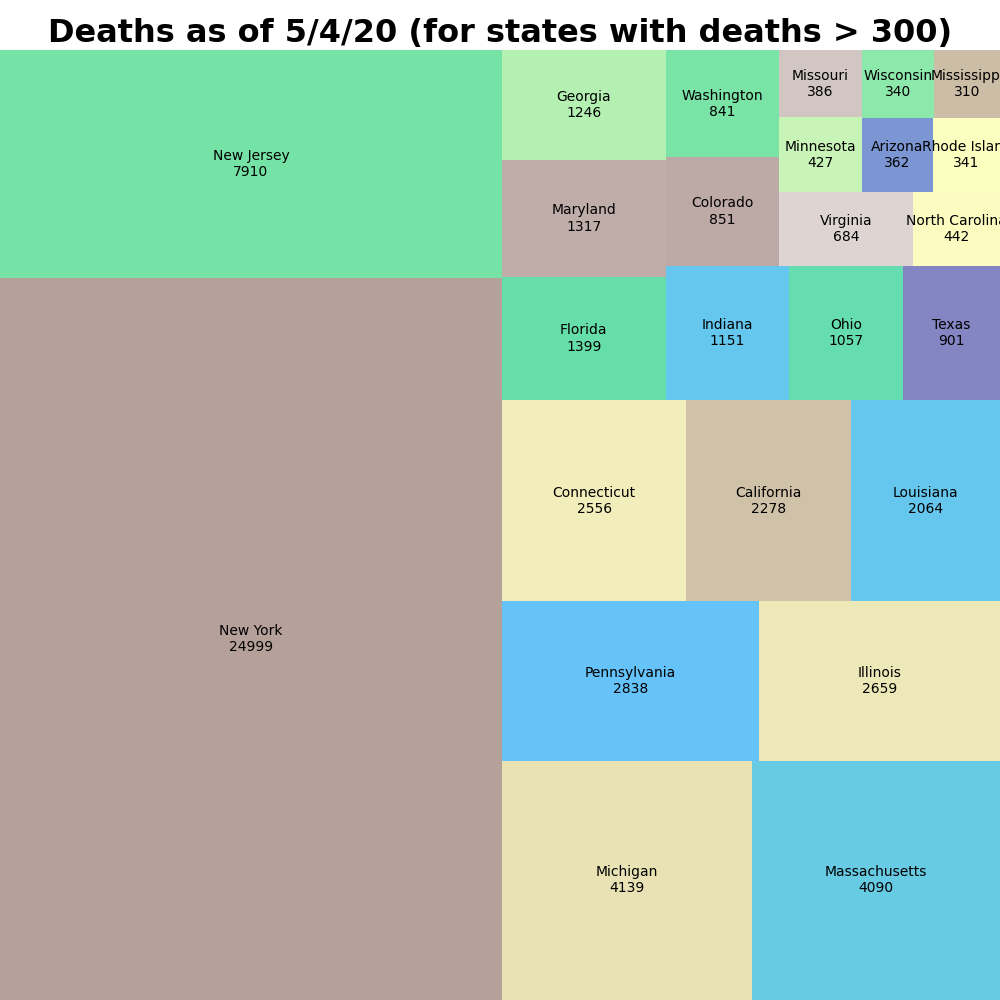 Deaths as of 5/4/20 (for states with deaths > 300)
New Jersey
7910
New York
24999
Georgia
1246
Maryland
1317
Florida
1399
Washington
841
Colorado
851
Missouri
386
Wisconsin
340
Mississipp
310
Minnesota
427
Arizona
362
Rhode Islan
341
Virginia
684
North Carolina
442
Indiana
1151
Ohio
1057
Texas
901
Connecticut
2556
California
2278
Louisiana
2064
Pennsylvania
2838
Illinois
2659
Michigan
4139
Massachusetts
4090